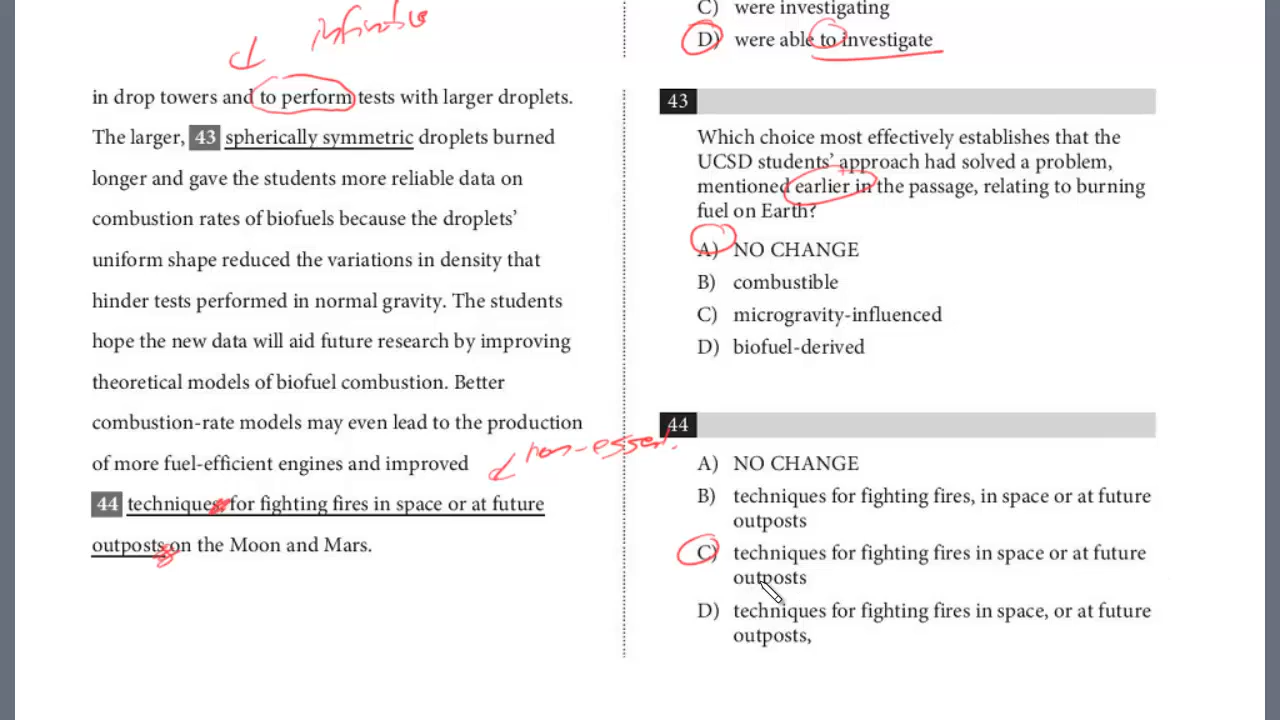 infinitive
in drop towers and to perform tests with larger droplets.
The larger, 43 spherically symmetric droplets burned
longer and gave the students more reliable data on
combustion rates of biofuels because the droplets’
uniform shape reduced the variations in density that
hinder tests performed in normal gravity. The students
hope the new data will aid future research by improving
theoretical models of biofuel combustion. Better
combustion-rate models may even lead to the production
of more fuel-efficient engines and improved
non-essen.
44 techniques for fighting fires in space or at future
outposts on the Moon and Mars.
C) were investigating
D) were able to investigate
43
Which choice most effectively establishes that the
UCSD students’ approach had solved a problem,
mentioned earlier in the passage, relating to burning
fuel on Earth?
A) NO CHANGE
B) combustible
C) microgravity-influenced
D) biofuel-derived
44
A) NO CHANGE
B) techniques for fighting fires, in space or at future
outposts
C) techniques for fighting fires in space or at future
outposts
D) techniques for fighting fires in space, or at future
outposts,